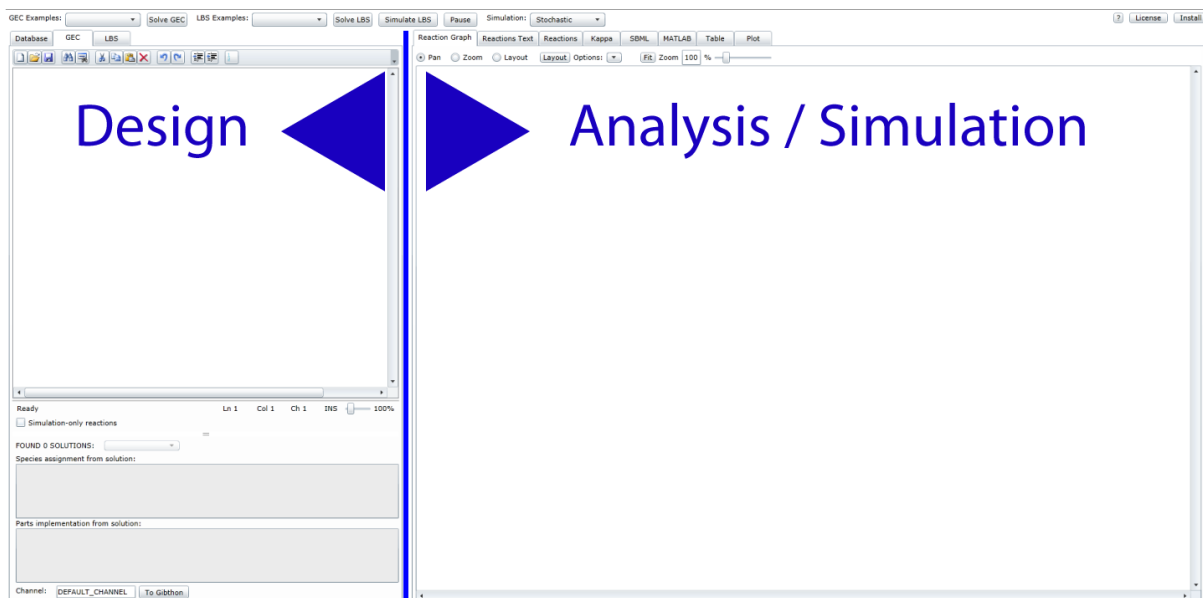 GEC Examples: Solve GEC LBS Examples: Solve LBS Simulate LBS Pause Simulation: Stochastic ? License Install
Database GEC LBS
Reaction Graph Reactions Text Reactions Kappa SBML MATLAB Table Plot
Pan Zoom Layout Layout Options: Fit Zoom 100 %
Design
Analysis / Simulation
Ready Ln 1 Col 1 Ch 1 INS 100%
Simulation-only reactions
FOUND 0 SOLUTIONS:
Species assignment from solution:
Parts implementation from solution:
Channel: DEFAULT_CHANNEL To Gibthon